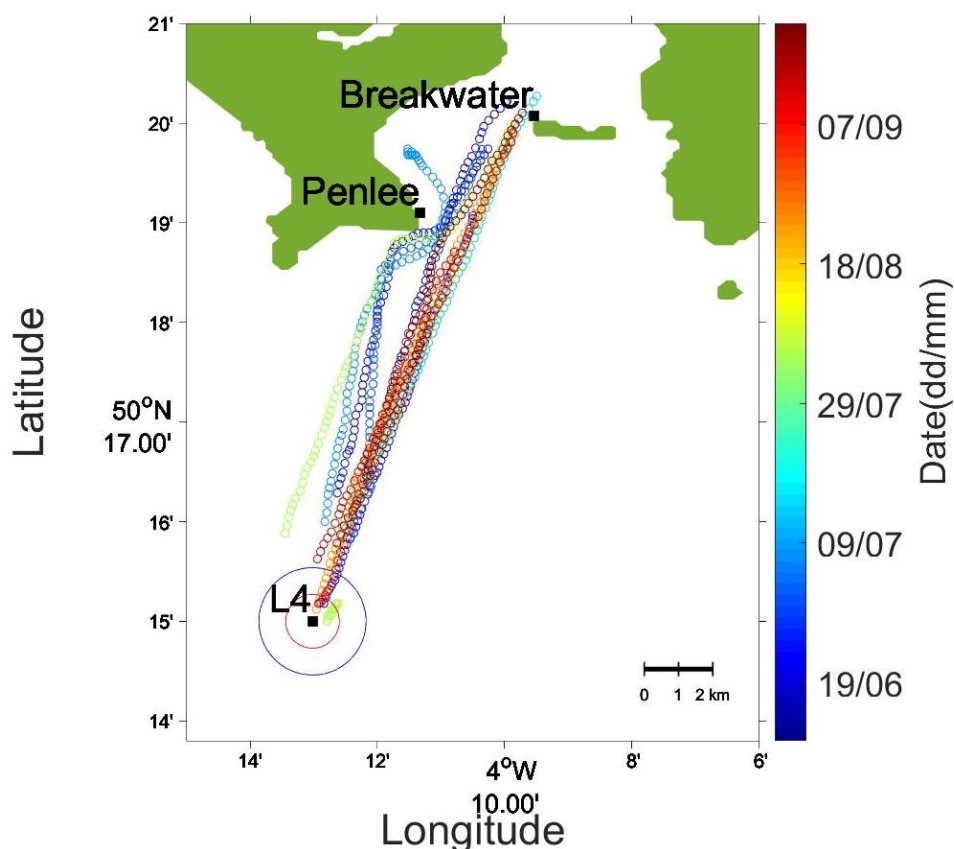 21'
20'
19'
18'
50°N
17.00'
16'
15'
14'
Latitude
Breakwater
Penlee
L4
0 1 2 km
14' 12' 4°W 8' 6'
10.00'
Longitude
07/09
18/08
29/07
09/07
19/06
Date(dd/mm)